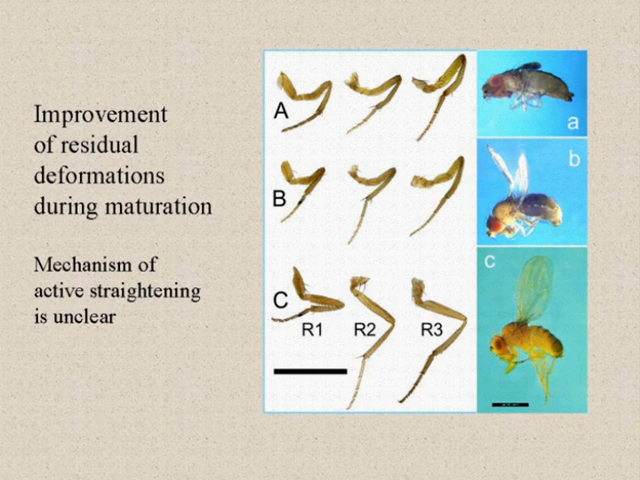 Improvement
of residual
deformations
during maturation
Mechanism of
active straightening
is unclear
A
B
C
R1 R2 R3
a
b
c